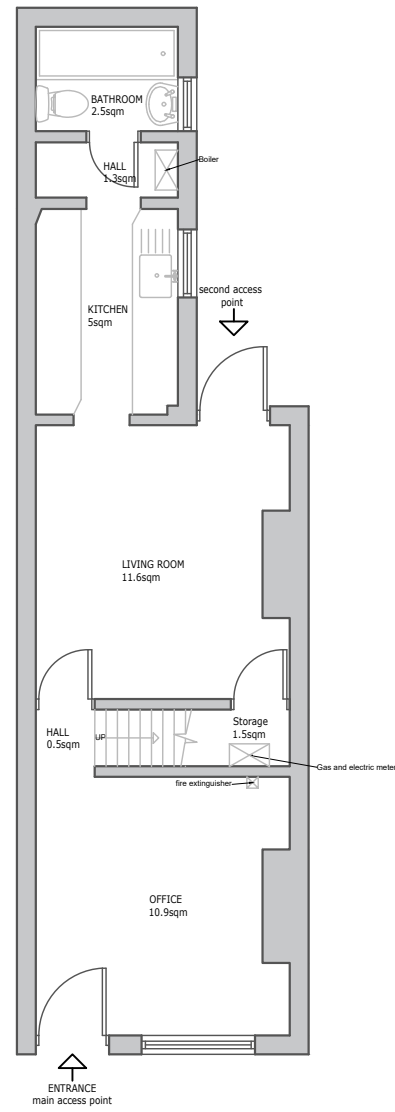 BATHROOM
2.5sqm
HALL
1.3sqm
Boiler
KITCHEN
5sqm
second access
point
LIVING ROOM
11.6sqm
HALL
0.5sqm
UP
Storage
1.5sqm
Gas and electric meter
fire extinguisher
OFFICE
10.9sqm
ENTRANCE
main access point